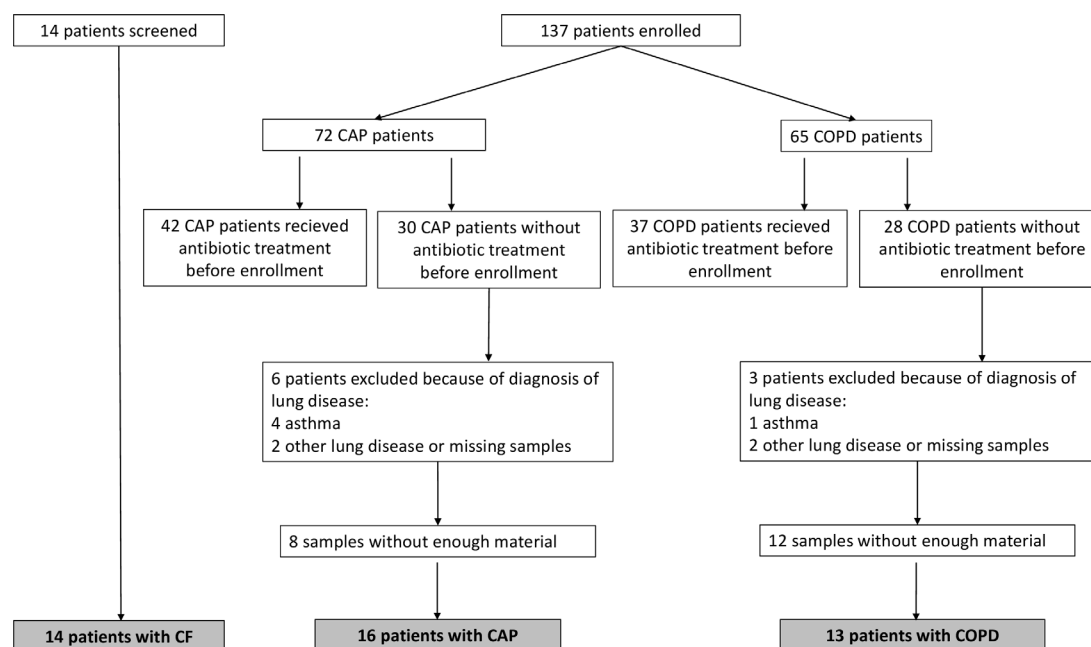 14 patients screened
137 patients enrolled
72 CAP patients
65 COPD patients
42 CAP patients recieved
antibiotic treatment
before enrollment
30 CAP patients without
antibiotic treatment
before enrollment
37 COPD patients recieved
antibiotic treatment before
enrollment
28 COPD patients without
antibiotic treatment before
enrollment
6 patients excluded because of diagnosis of
lung disease:
4 asthma
2 other lung disease or missing samples
3 patients excluded because of diagnosis of
lung disease:
1 asthma
2 other lung disease or missing samples
8 samples without enough material
12 samples without enough material
14 patients with CF
16 patients with CAP
13 patients with COPD